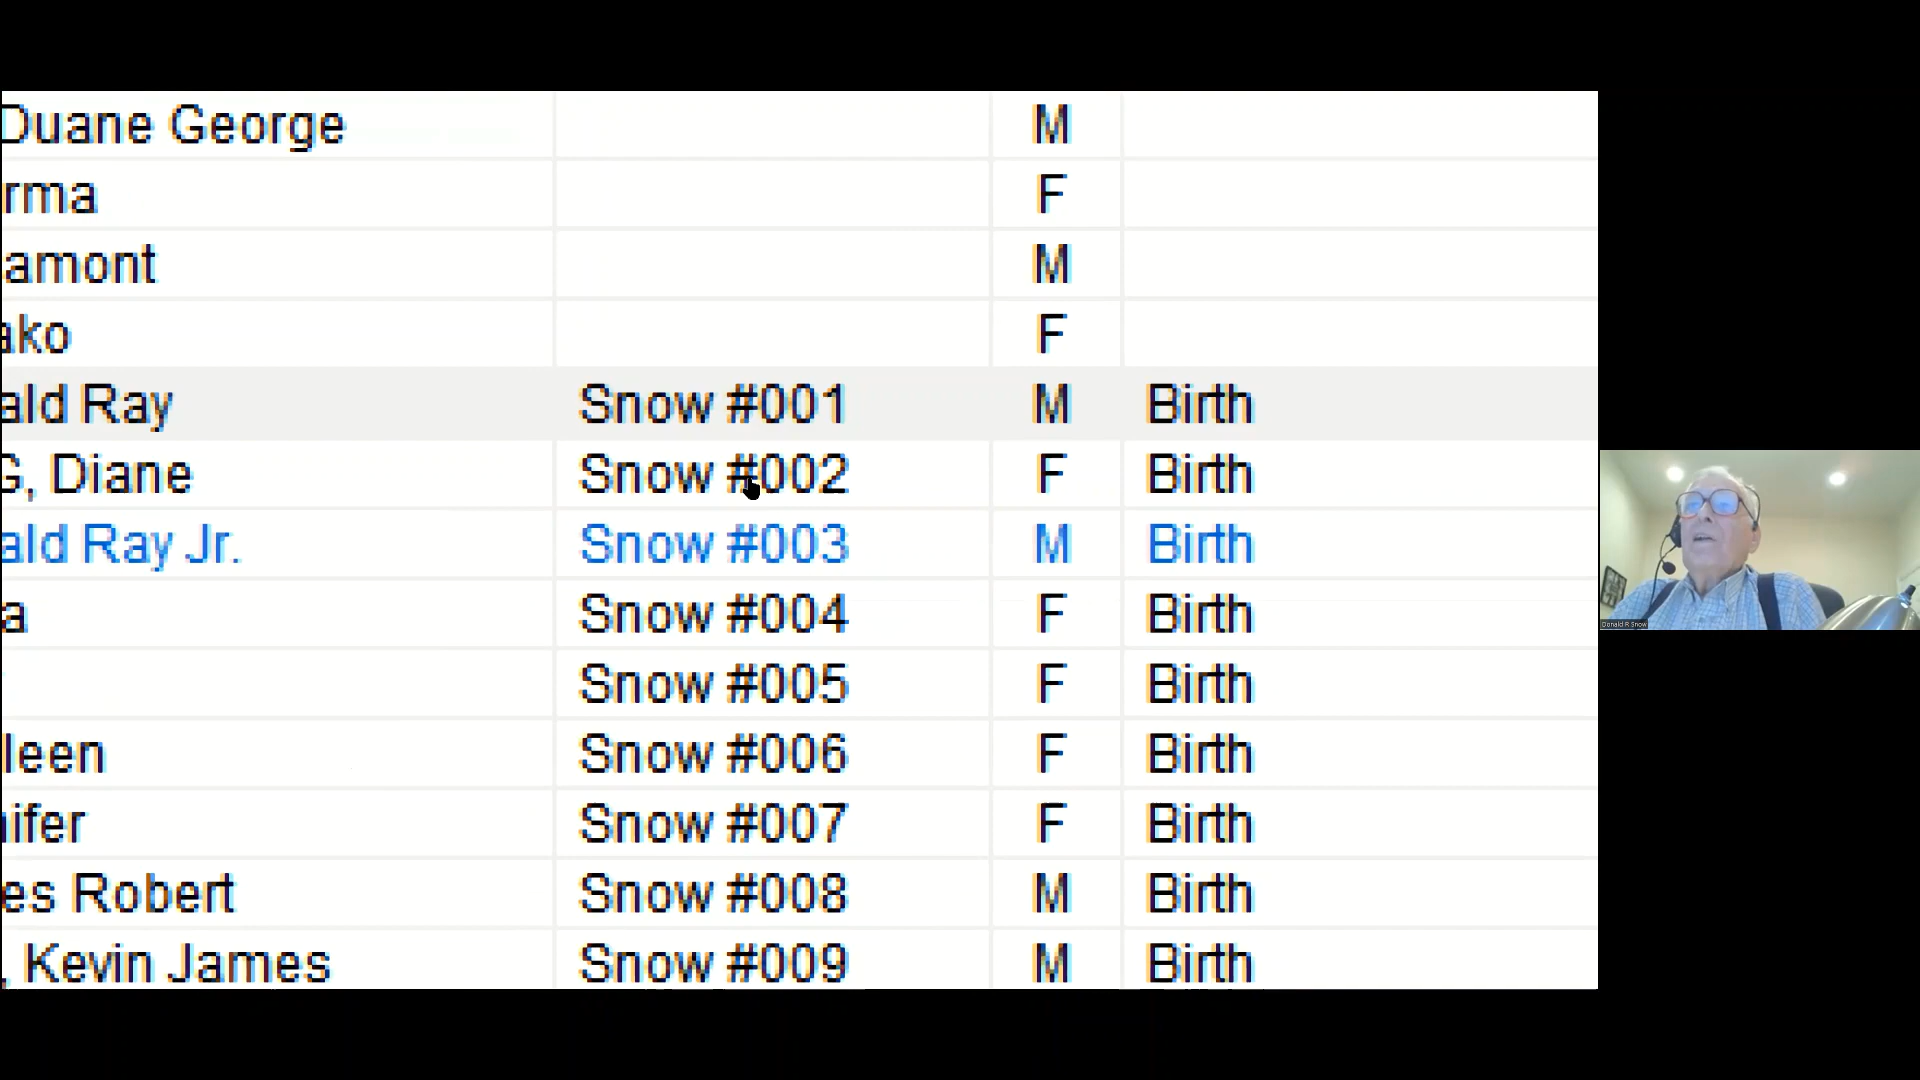 Duane George M
rma F
amont M
ako F
ald Ray Snow #001 M Birth
G, Diane Snow #002 F Birth
ald Ray Jr. Snow #003 M Birth
a Snow #004 F Birth
Snow #005 F Birth
leen Snow #006 F Birth
nifer Snow #007 F Birth
es Robert Snow #008 M Birth
, Kevin James Snow #009 M Birth
Donald R Snow